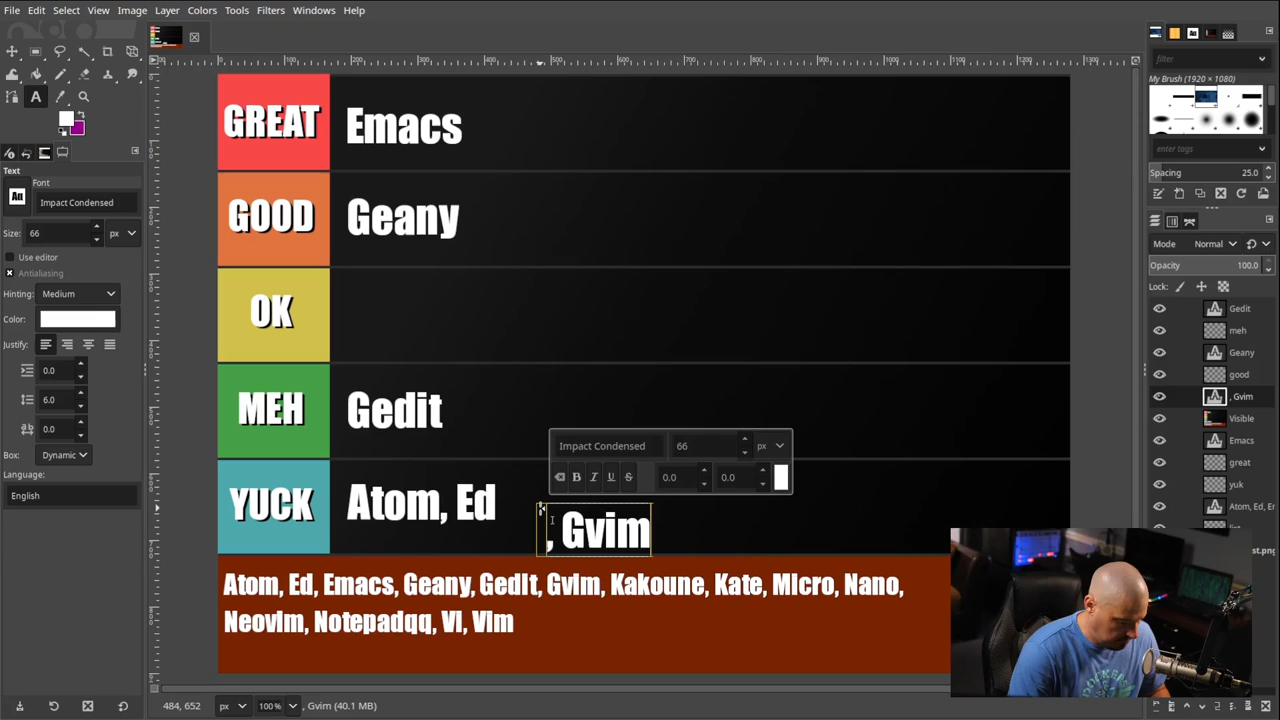 File Edit Select View Image Layer Colors Tools Filters Windows Help
filter
My Brush (1920 × 1080)
enter tags
Spacing 25.0
Mode Normal
Opacity 100.0
Lock:
Gedit
meh
Geany
good
, Gvim
Visible
Emacs
great
yuk
Atom, Ed, Er
Text
Font
Impact Condensed
Size: 66 px
Use editor
Antialiasing
Hinting: Medium
Color:
Justify:
0.0
6.0
0.0
Box: Dynamic
Language:
English
GREAT Emacs
GOOD Geany
OK
MEH Gedit
Impact Condensed 66 px
0.0 0.0
YUCK Atom, Ed
, Gvim
Atom, Ed, Emacs, Geany, Gedit, Gvim, Kakoune, Kate, Micro, Nano,
Neovim, Notepadqq, Vi, Vim
484, 652 px 100% , Gvim (40.1 MB)